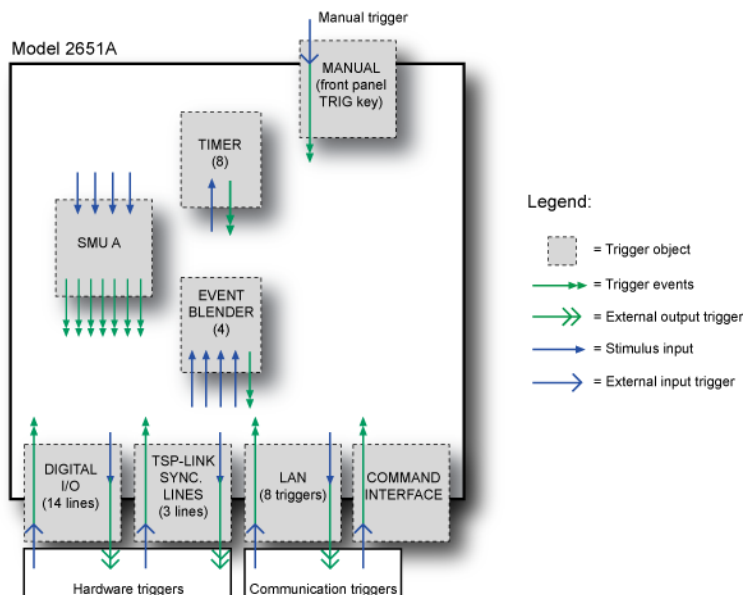 Manual trigger
Model 2651A
MANUAL
(front panel
TRIG key)
TIMER
(8)
SMU A
EVENT
BLENDER
(4)
DIGITAL
I/O
(14 lines)
TSP-LINK
SYNC.
LINES
(3 lines)
LAN
(8 triggers)
COMMAND
INTERFACE
Hardware triggers
Communication triggers
Legend:
= Trigger object
= Trigger events
= External output trigger
= Stimulus input
= External input trigger